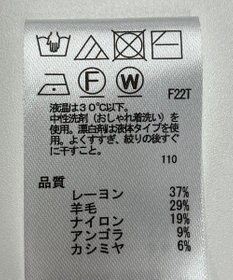 F W
F22T
液温は30℃以下。
中性洗剤(おしゃれ着洗い)を
使用。漂白剤は液体タイプを使
用。よくすすぎ、絞りの後すぐ
に干すこと。
110
品質
レーヨン 37%
羊毛 29%
ナイロン 19%
アンゴラ 9%
カシミヤ 6%